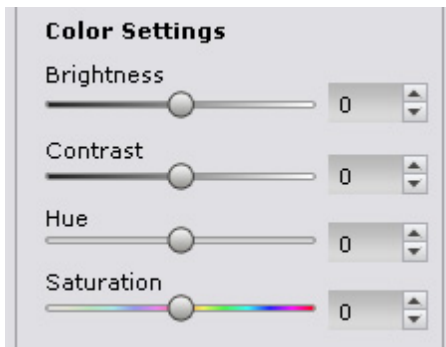 Color Settings
Brightness
0
Contrast
0
Hue
0
Saturation
0